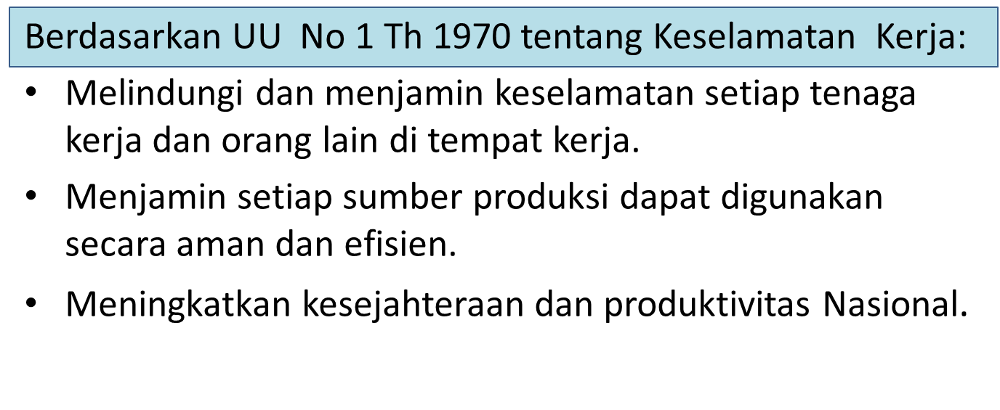 Berdasarkan UU  No 1 Th 1970 tentang Keselamatan  Kerja:
• Melindungi dan menjamin keselamatan setiap tenaga
kerja dan orang lain di tempat kerja.
• Menjamin setiap sumber produksi dapat digunakan
secara aman dan efisien.
• Meningkatkan kesejahteraan dan produktivitas Nasional.